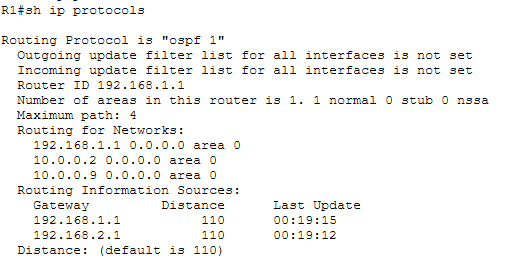 R1#sh ip protocols
Routing Protocol is "ospf 1"
Outgoing update filter list for all interfaces is not set
Incoming update filter list for all interfaces is not set
Router ID 192.168.1.1
Number of areas in this router is 1. 1 normal 0 stub 0 nssa
Maximum path: 4
Routing for Networks:
192.168.1.1 0.0.0.0 area 0
10.0.0.2 0.0.0.0 area 0
10.0.0.9 0.0.0.0 area 0
Routing Information Sources:
Gateway Distance Last Update
192.168.1.1 110 00:19:15
192.168.2.1 110 00:19:12
Distance: (default is 110)